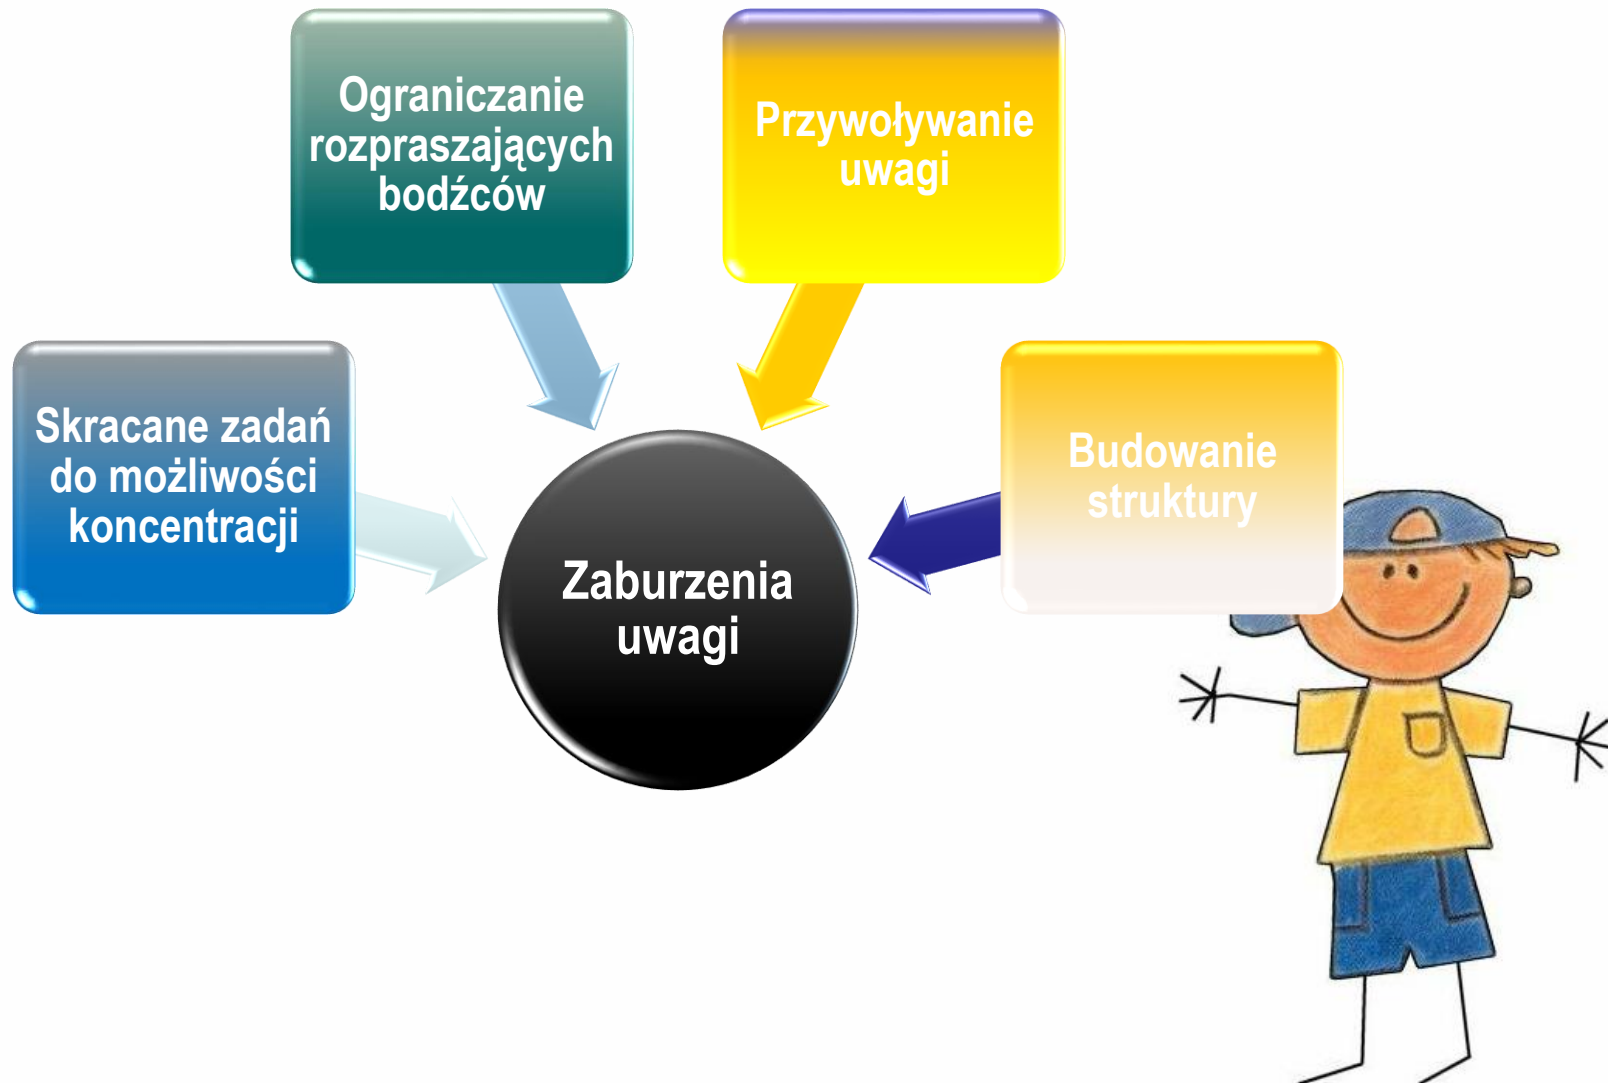 Ograniczanie
rozpraszających
bodźców
Przywoływanie
uwagi
Skracane zadań
do możliwości
koncentracji
Budowanie
struktury
Zaburzenia
uwagi